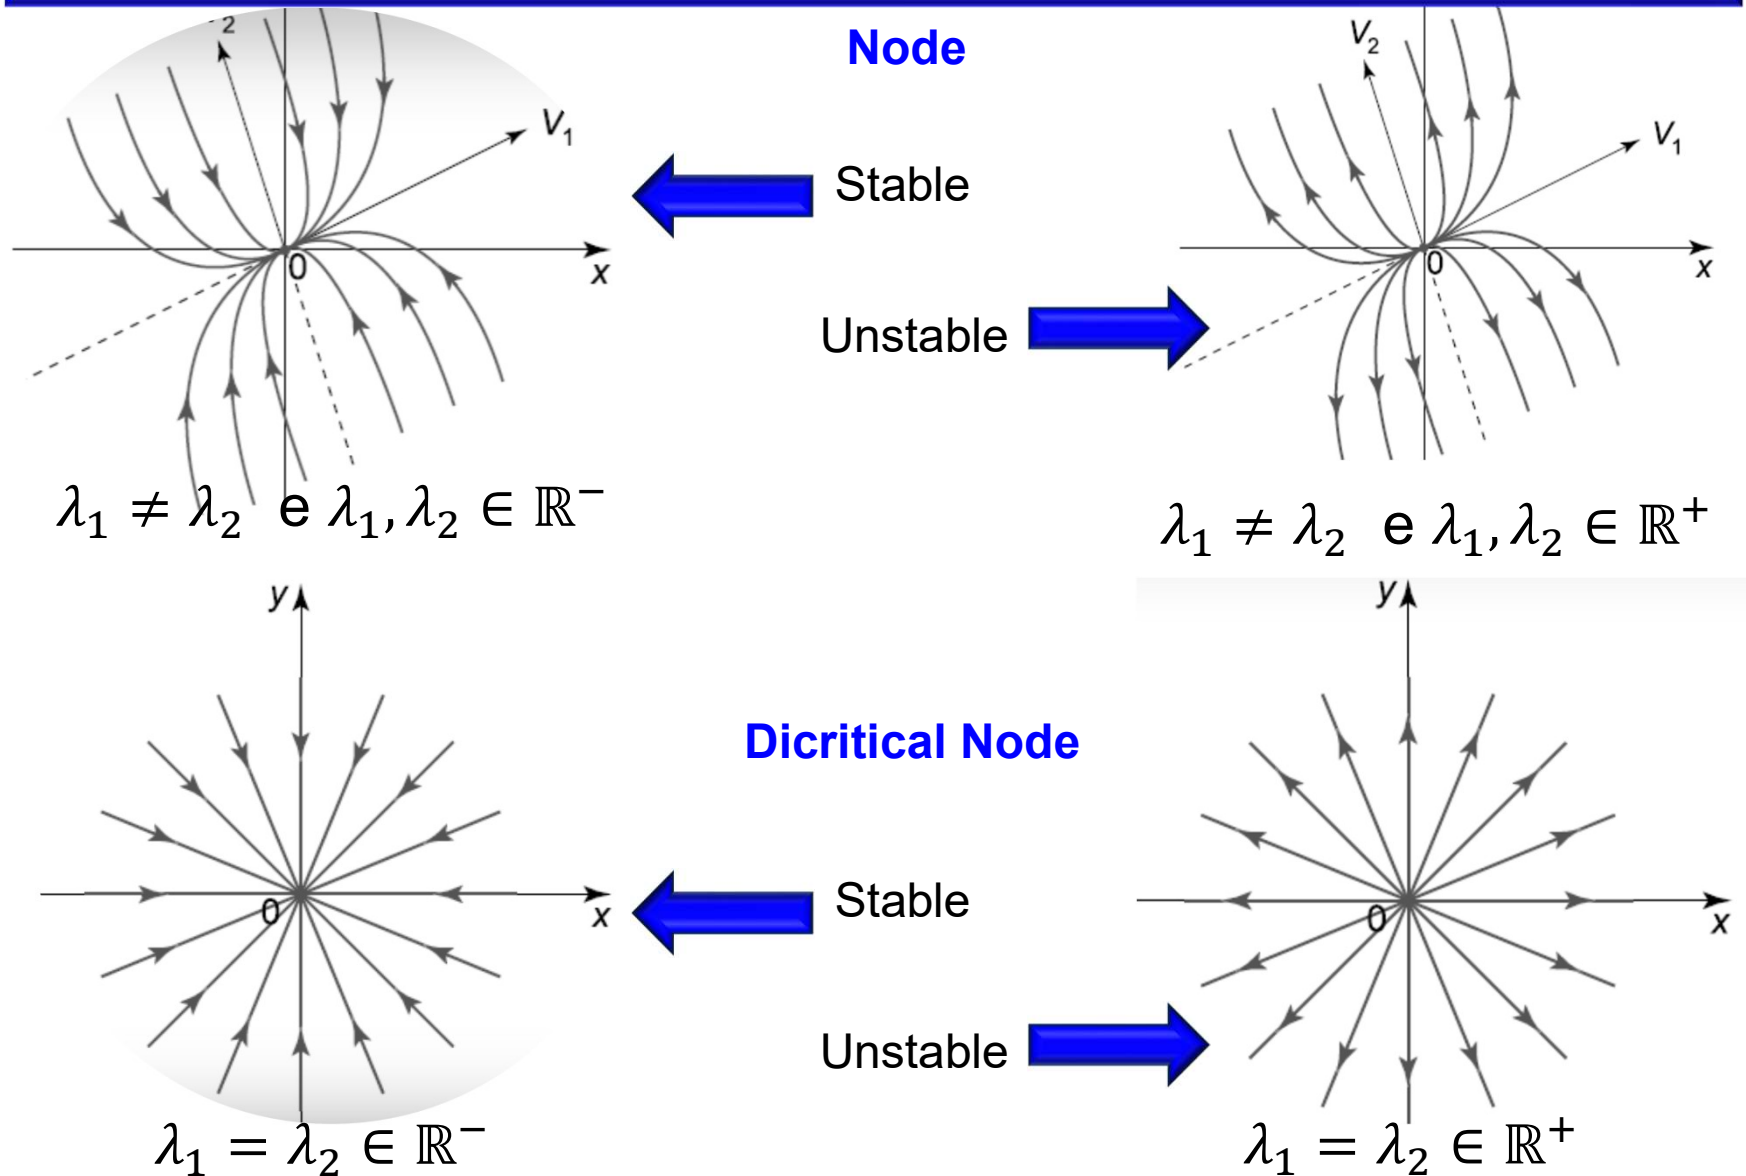 Node
2
V₂
V₁
V₁
Stable
0
x
0
x
Unstable
λ₁ ≠ λ₂ e λ₁, λ₂ ∈ ℝ⁻
λ₁ ≠ λ₂ e λ₁, λ₂ ∈ ℝ⁺
y
y
Dicritical Node
Stable
0
x
0
x
Unstable
λ₁ = λ₂ ∈ ℝ⁻
λ₁ = λ₂ ∈ ℝ⁺